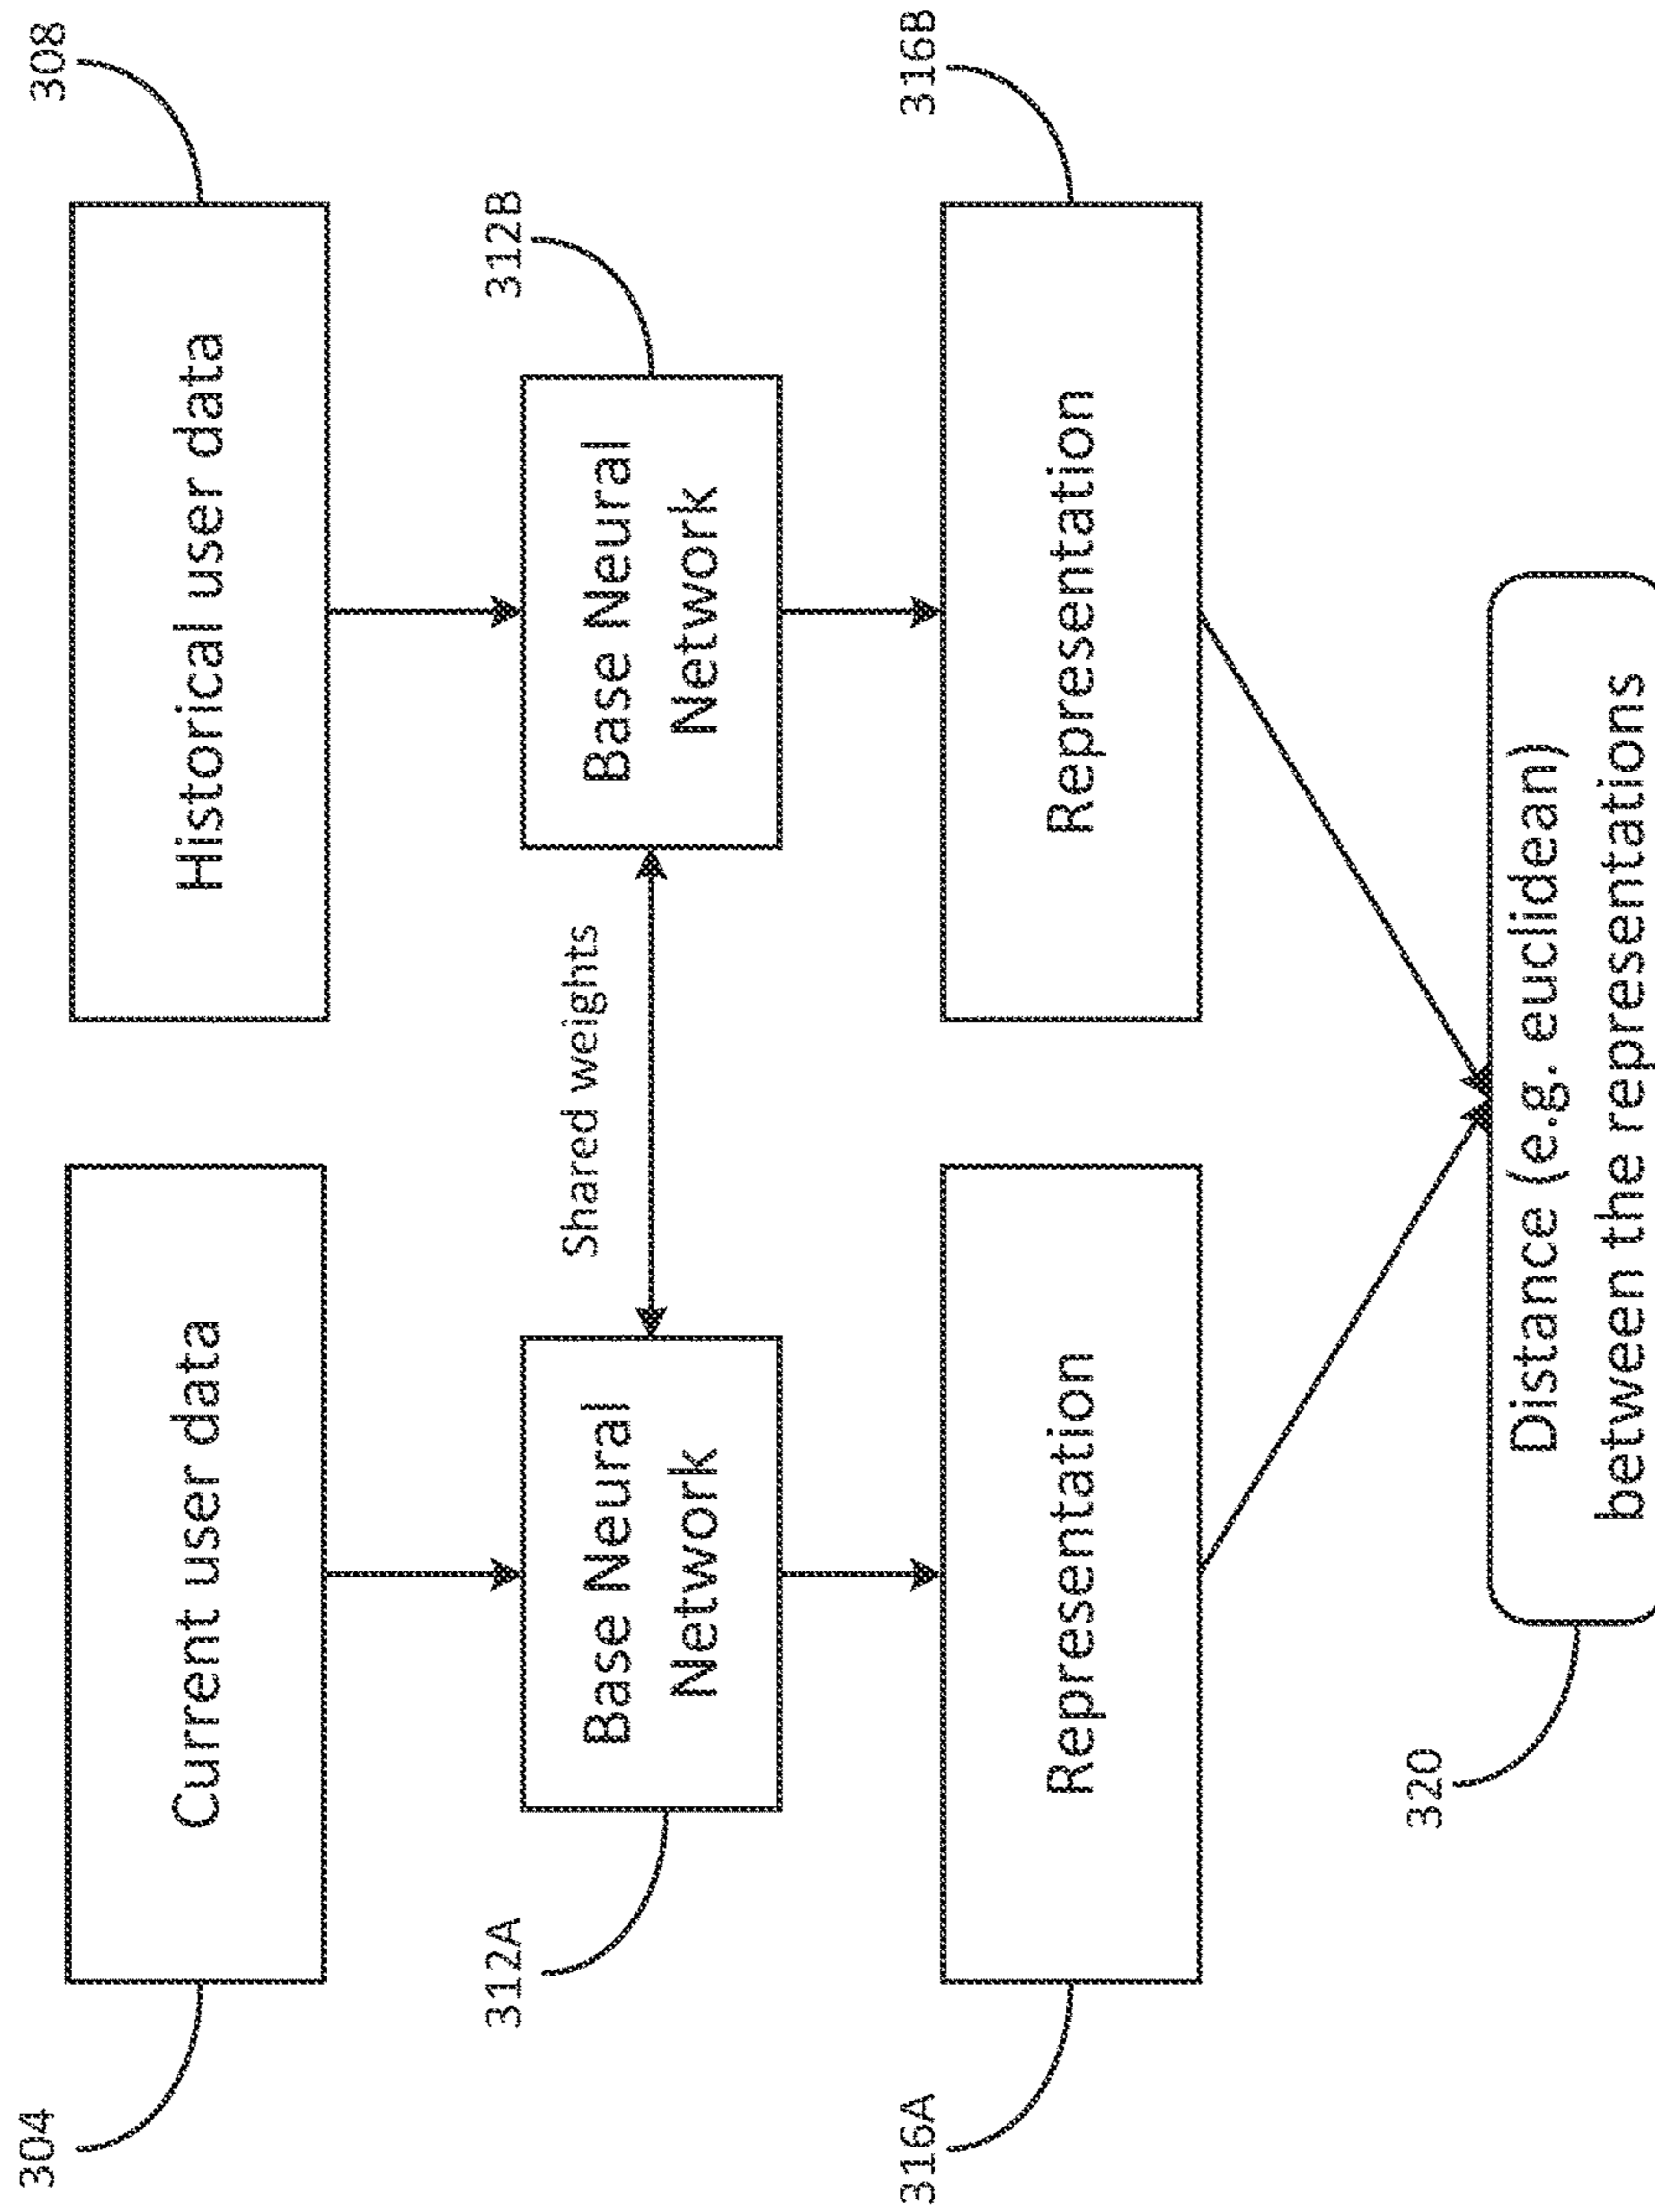 304
Current user data
Historical user data
308
312A
Base Neural
Network
Shared weights
Base Neural
Network
312B
316A
Representation
Representation
316B
320
Distance (e.g. euclidean)
between the representations